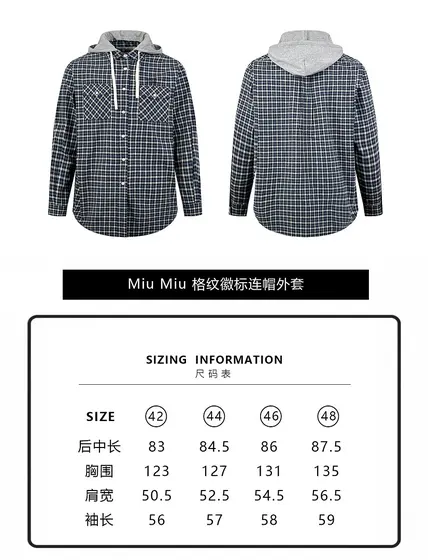 Miu Miu 格纹徽标连帽外套
SIZING INFORMATION
尺码表
SIZE 42 44 46 48
后中长 83 84.5 86 87.5
胸围 123 127 131 135
肩宽 50.5 52.5 54.5 56.5
袖长 56 57 58 59